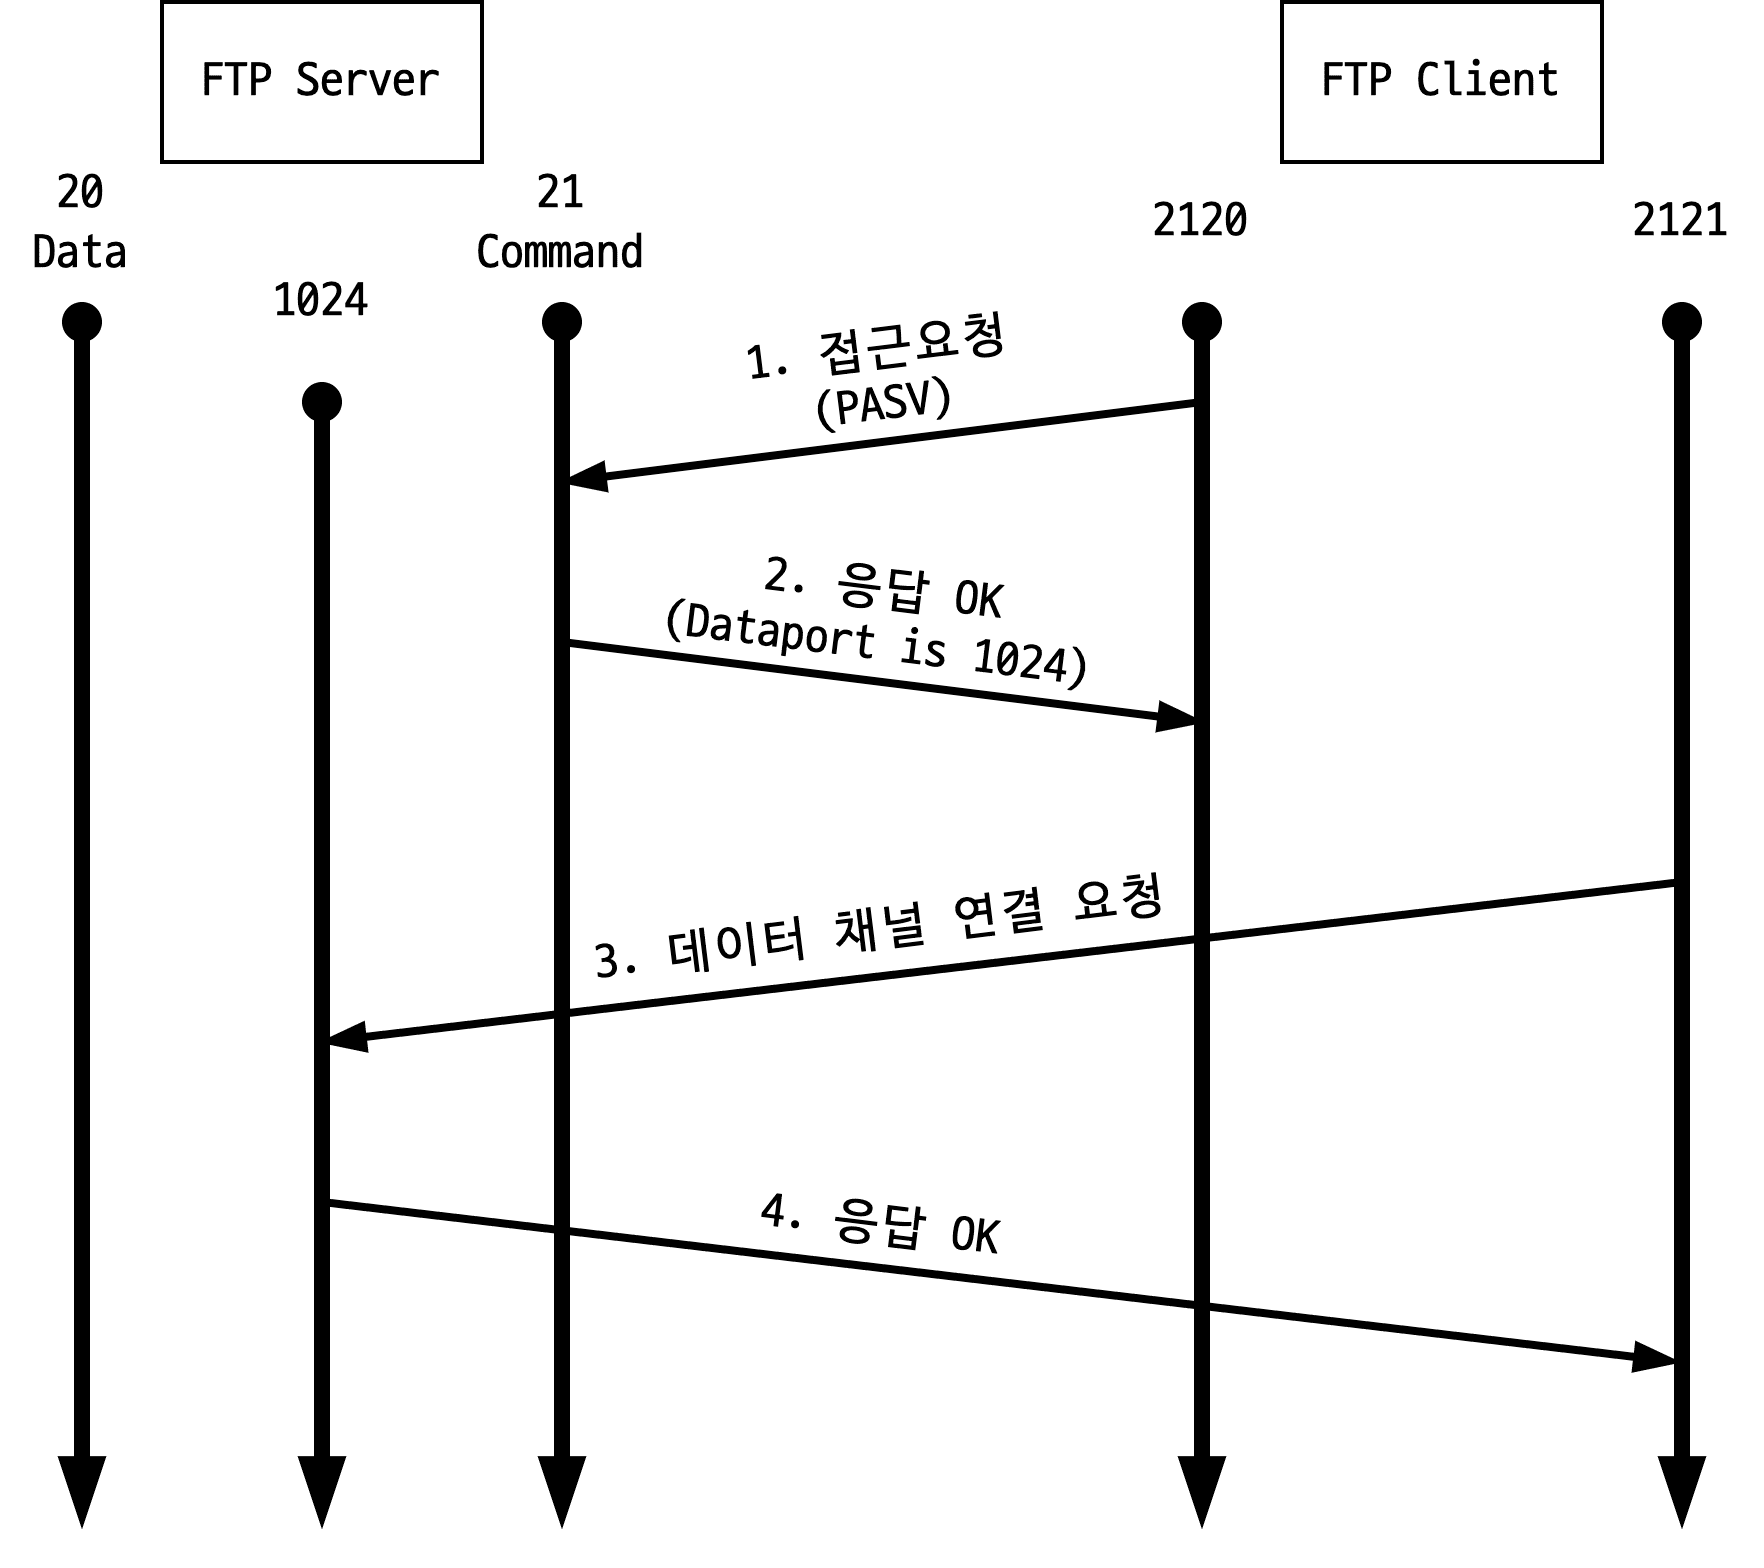 FTP Server
FTP Client
20
Data
1024
21
Command
2120
2121
1. 접근요청
(PASV)
2. 응답 OK
(Dataport is 1024)
3. 데이터 채널 연결 요청
4. 응답 OK